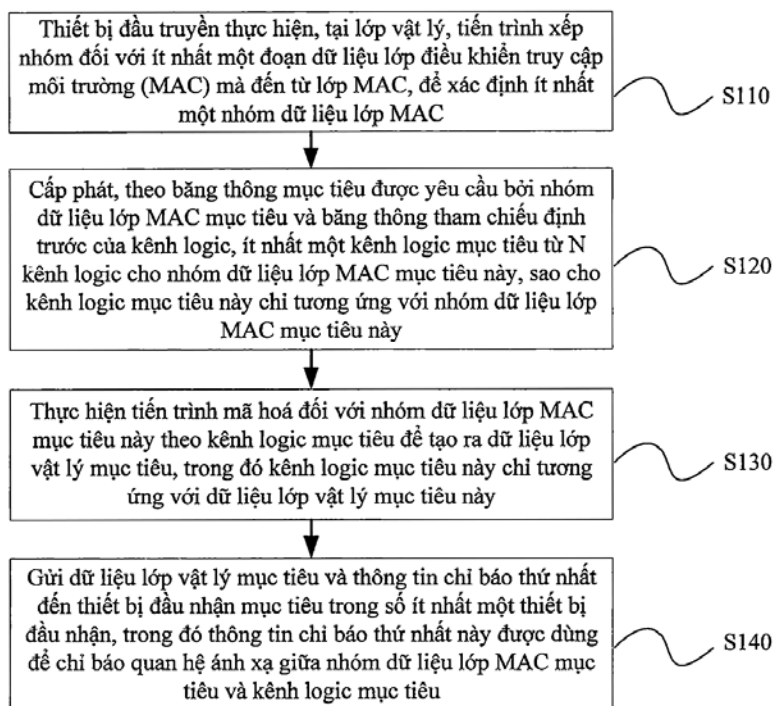 Thiết bị đầu truyền thực hiện, tại lớp vật lý, tiến trình xếp
nhóm đối với ít nhất một đoạn dữ liệu lớp điều khiển truy cập
môi trường (MAC) mà đến từ lớp MAC, để xác định ít nhất
một nhóm dữ liệu lớp MAC
S110
Cấp phát, theo băng thông mục tiêu được yêu cầu bởi nhóm
dữ liệu lớp MAC mục tiêu và băng thông tham chiếu định
trước của kênh logic, ít nhất một kênh logic mục tiêu từ N
kênh logic cho nhóm dữ liệu lớp MAC mục tiêu này, sao cho
kênh logic mục tiêu này chỉ tương ứng với nhóm dữ liệu lớp
MAC mục tiêu này
S120
Thực hiện tiến trình mã hoá đối với nhóm dữ liệu lớp MAC
mục tiêu này theo kênh logic mục tiêu để tạo ra dữ liệu lớp
vật lý mục tiêu, trong đó kênh logic mục tiêu này chỉ tương
ứng với dữ liệu lớp vật lý mục tiêu này
S130
Gửi dữ liệu lớp vật lý mục tiêu và thông tin chỉ báo thứ nhất
đến thiết bị đầu nhận mục tiêu trong số ít nhất một thiết bị
đầu nhận, trong đó thông tin chỉ báo thứ nhất này được dùng
để chỉ báo quan hệ ánh xạ giữa nhóm dữ liệu lớp MAC mục
tiêu và kênh logic mục tiêu
S140